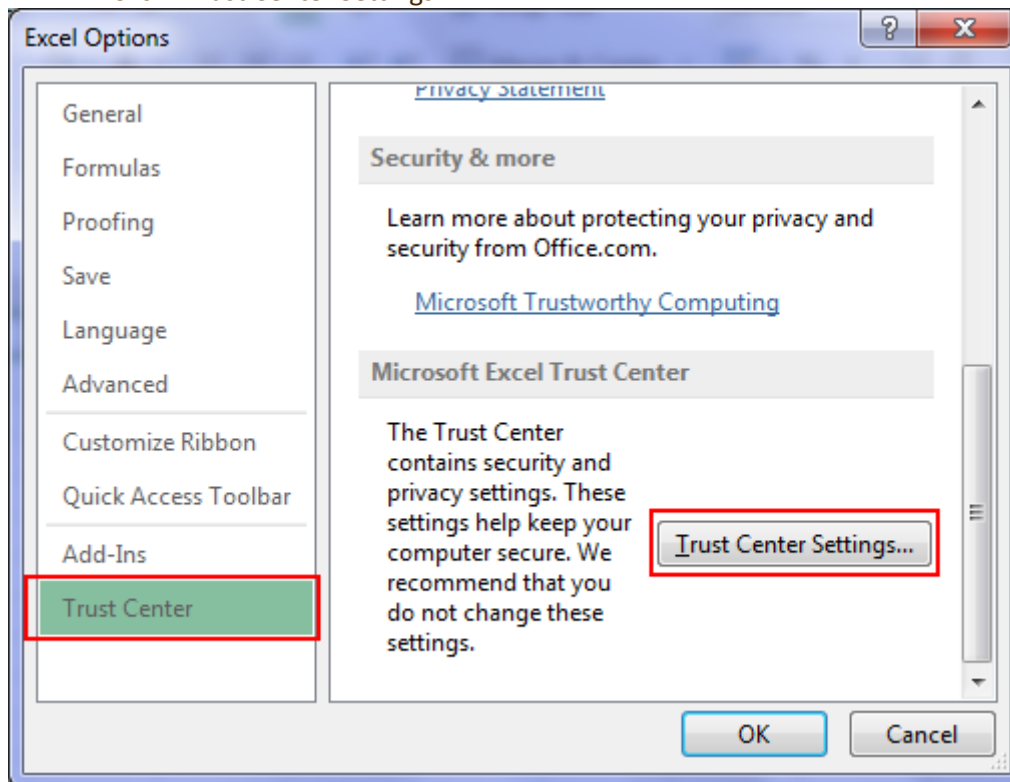 Excel Options
General
Formulas
Proofing
Save
Language
Advanced
Customize Ribbon
Quick Access Toolbar
Add-Ins
Trust Center
Privacy Statement
Security & more
Learn more about protecting your privacy and
security from Office.com.
Microsoft Trustworthy Computing
Microsoft Excel Trust Center
The Trust Center
contains security and
privacy settings. These
settings help keep your
computer secure. We
recommend that you
do not change these
settings.
Trust Center Settings...
OK
Cancel